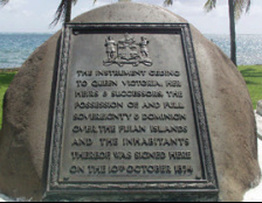 THE INSTRUMENT CEDING
TO QUEEN VICTORIA, HER
HEIRS & SUCCESSORS, THE
POSSESSION OF AND FULL
SOVEREIGNTY & DOMINION
OVER THE FIJIAN ISLANDS
AND THE INHABITANTS
THEREOF WAS SIGNED HERE
ON THE 10TH OCTOBER 1874